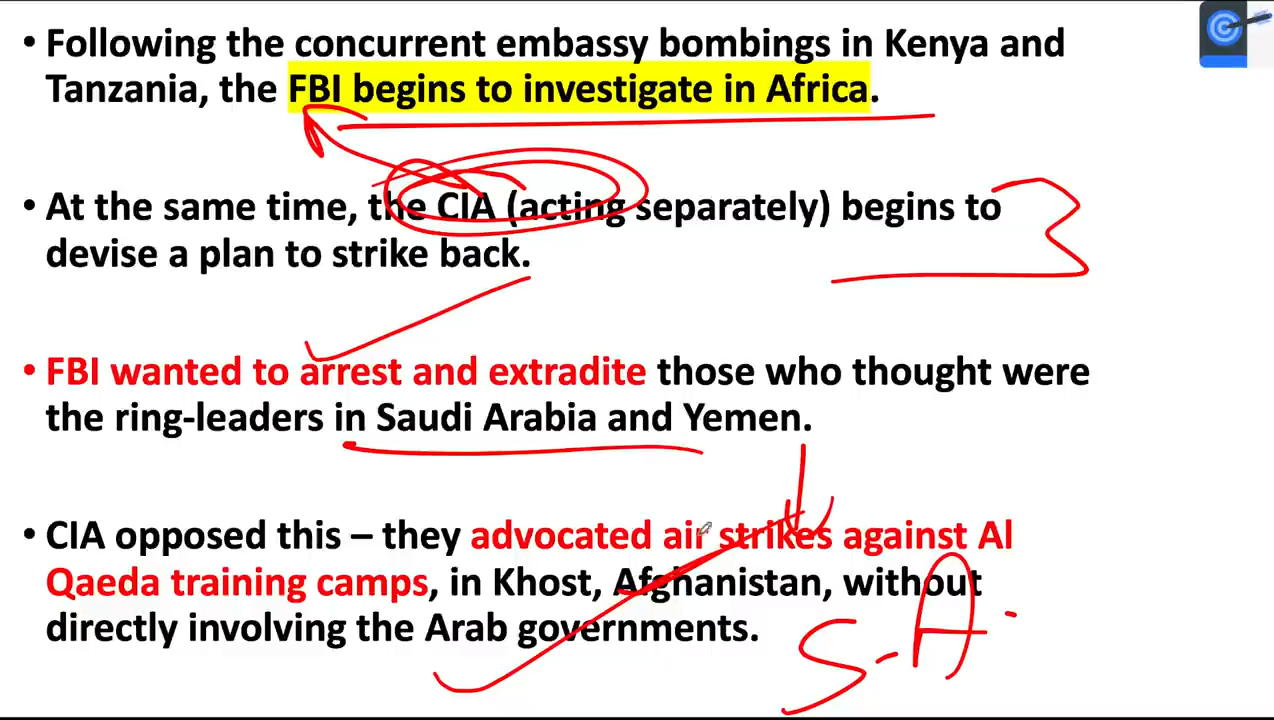 • Following the concurrent embassy bombings in Kenya and
Tanzania, the FBI begins to investigate in Africa.
• At the same time, the CIA (acting separately) begins to
devise a plan to strike back.
• FBI wanted to arrest and extradite those who thought were
the ring-leaders in Saudi Arabia and Yemen.
• CIA opposed this – they advocated air strikes against Al
Qaeda training camps, in Khost, Afghanistan, without
directly involving the Arab governments.
S-A.